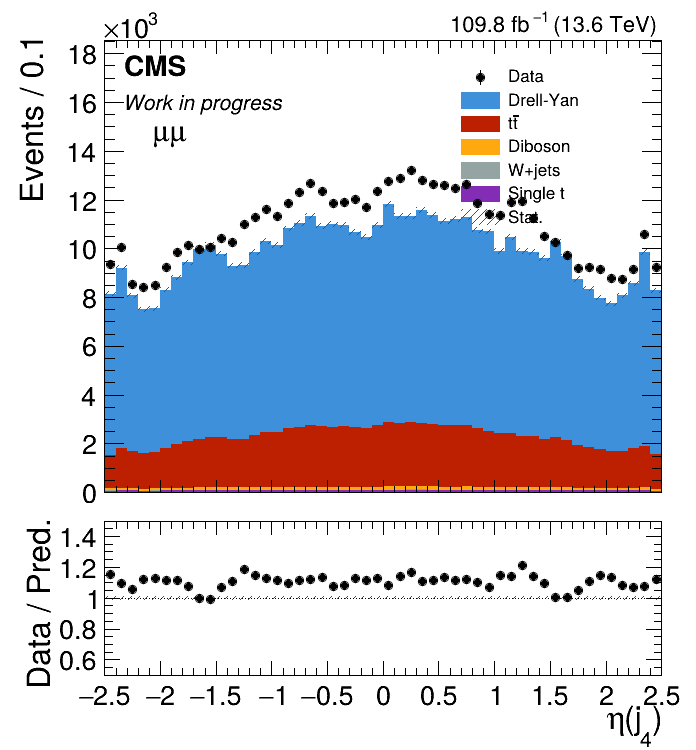 ×10³ 109.8 fb⁻¹ (13.6 TeV)
Events / 0.1
18
16
14
12
10
8
6
4
2
0
CMS
Work in progress
μμ
Data
Drell-Yan
tt̅
Diboson
W+jets
Single t
Stat.
Data / Pred.
1.4
1.2
1
0.8
0.6
−2.5 −2 −1.5 −1 −0.5 0 0.5 1 1.5 2 2.5
η(j₄)